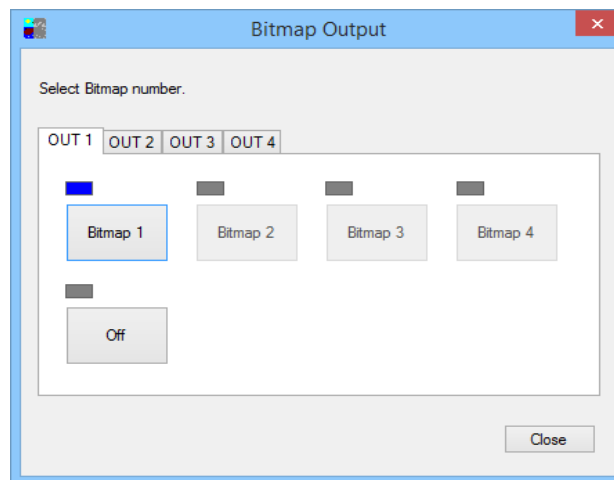 Bitmap Output
Select Bitmap number.
OUT 1 OUT 2 OUT 3 OUT 4
Bitmap 1 Bitmap 2 Bitmap 3 Bitmap 4
Off
Close